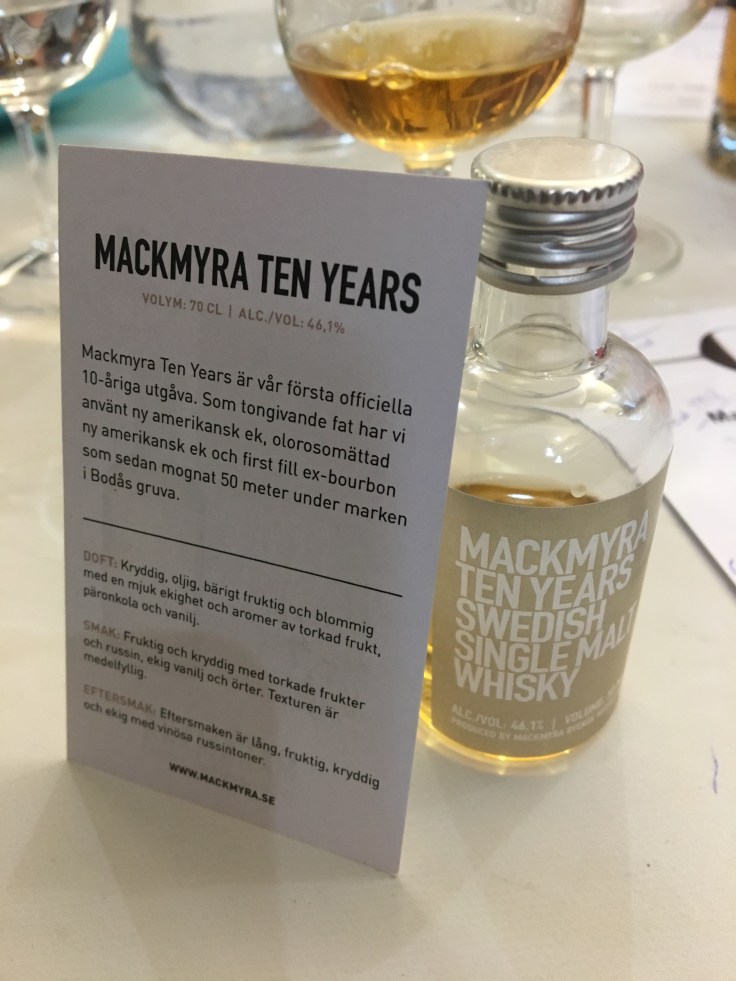 MACKMYRA TEN YEARS
VOLYM: 70 CL | ALC./VOL: 46,1%
Mackmyra Ten Years är vår första officiella
10-åriga utgåva. Som tongivande fat har vi
använt ny amerikansk ek, olorosomättad
ny amerikansk ek och first fill ex-bourbon
som sedan mognat 50 meter under marken
i Bodås gruva.
DOFT: Kryddig, oljig, bärigt fruktig och blommig
med en mjuk ekighet och aromer av torkad frukt,
päronkola och vanilj.
SMAK: Fruktig och kryddig med torkade frukter
och russin, ekig vanilj och örter. Texturen är
medelfyllig.
EFTERSMAK: Eftersmaken är lång, fruktig, kryddig
och ekig med vinösa russintoner.
WWW.MACKMYRA.SE
MACKMYRA
TEN YEARS
SWEDISH
SINGLE MALT
WHISKY
ALC./VOL: 46.1% | VOLUME:
PRODUCED BY MACKMYRA